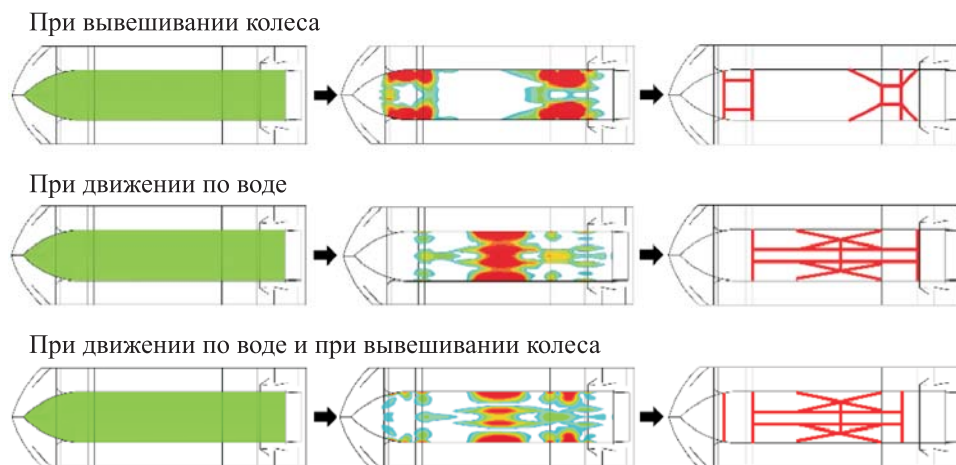 При вывешивании колеса
При движении по воде
При движении по воде и при вывешивании колеса